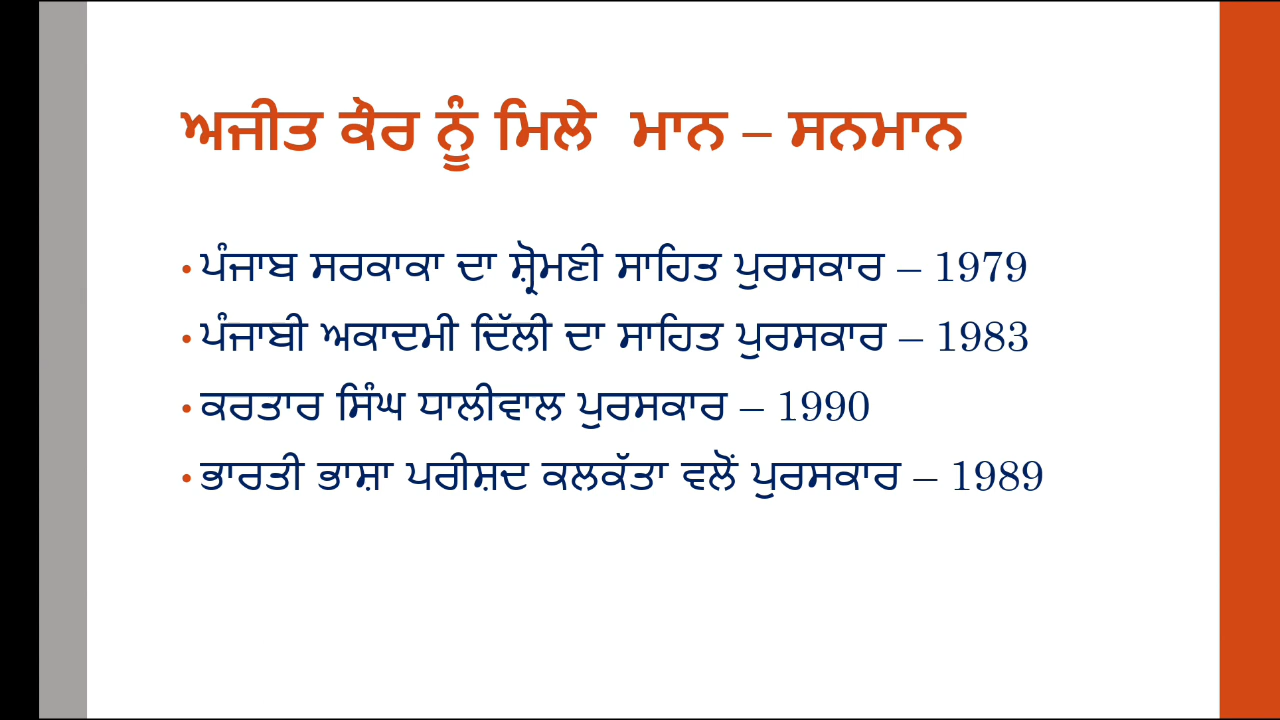 ਅਜੀਤ ਕੌਰ ਨੂੰ ਮਿਲੇ ਮਾਨ – ਸਨਮਾਨ
• ਪੰਜਾਬ ਸਰਕਾਕਾ ਦਾ ਸ਼੍ਰੋਮਣੀ ਸਾਹਿਤ ਪੁਰਸਕਾਰ – 1979
• ਪੰਜਾਬੀ ਅਕਾਦਮੀ ਦਿੱਲੀ ਦਾ ਸਾਹਿਤ ਪੁਰਸਕਾਰ – 1983
• ਕਰਤਾਰ ਸਿੰਘ ਧਾਲੀਵਾਲ ਪੁਰਸਕਾਰ – 1990
• ਭਾਰਤੀ ਭਾਸ਼ਾ ਪਰੀਸ਼ਦ ਕਲਕੱਤਾ ਵਲੋਂ ਪੁਰਸਕਾਰ – 1989